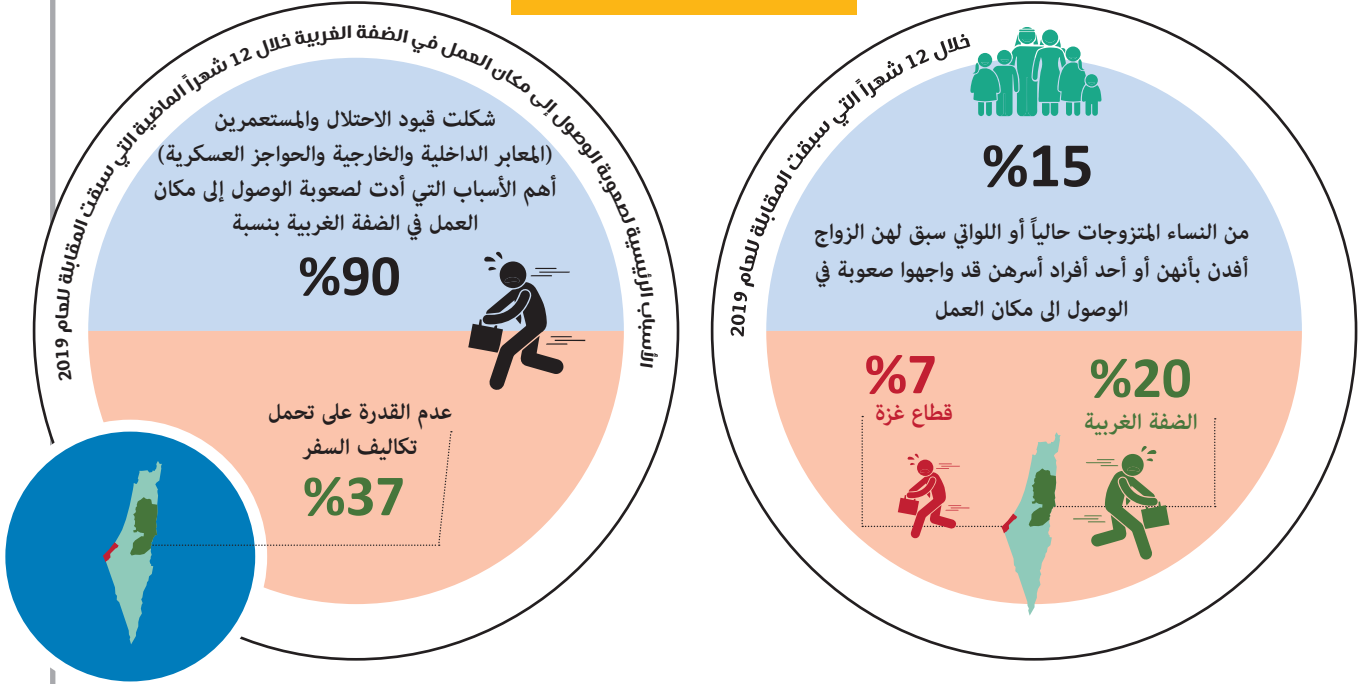 خلال 12 شهراً التي سبقت المقابلة للعام 2019
%15
من النساء المتزوجات حالياً أو اللواتي سبق لهن الزواج
أفدن بأنهن أو أحد أفراد أسرهن قد واجهوا صعوبة في
الوصول الى مكان العمل
%20
الضفة الغربية
%7
قطاع غزة
الأسباب الرئيسية لصعوبة الوصول إلى مكان العمل في الضفة الغربية خلال 12 شهراً الماضية التي سبقت المقابلة للعام 2019
شكلت قيود الاحتلال والمستعمرين
(المعابر الداخلية والخارجية والحواجز العسكرية)
أهم الأسباب التي أدت لصعوبة الوصول إلى مكان
العمل في الضفة الغربية بنسبة
%90
عدم القدرة على تحمل
تكاليف السفر
%37